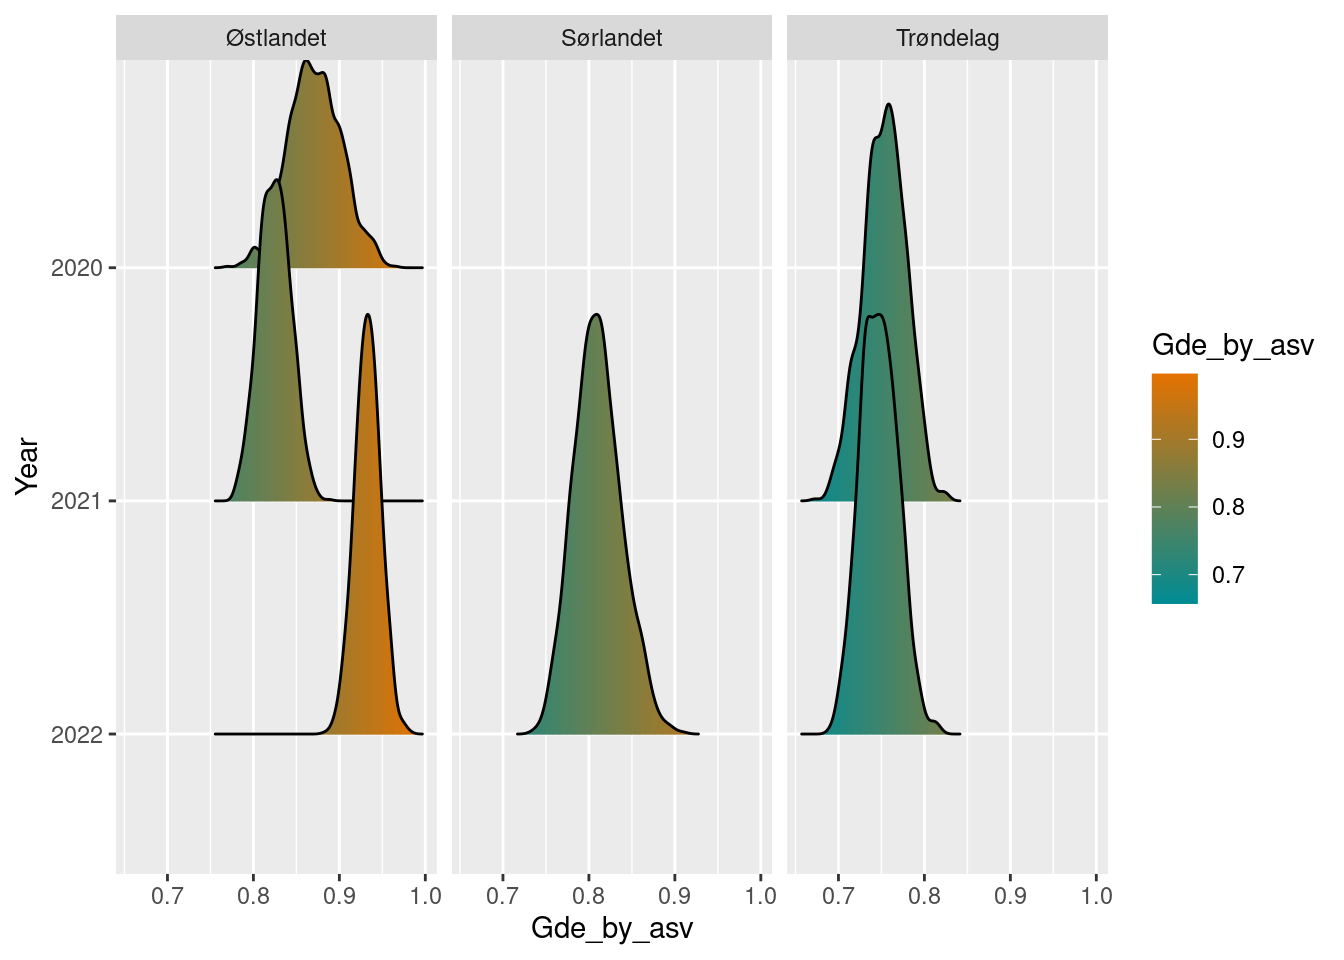 Østlandet Sørlandet Trøndelag
2020
2021
2022
Year
0.7 0.8 0.9 1.0 0.7 0.8 0.9 1.0 0.7 0.8 0.9 1.0
Gde_by_asv
Gde_by_asv
0.9
0.8
0.7